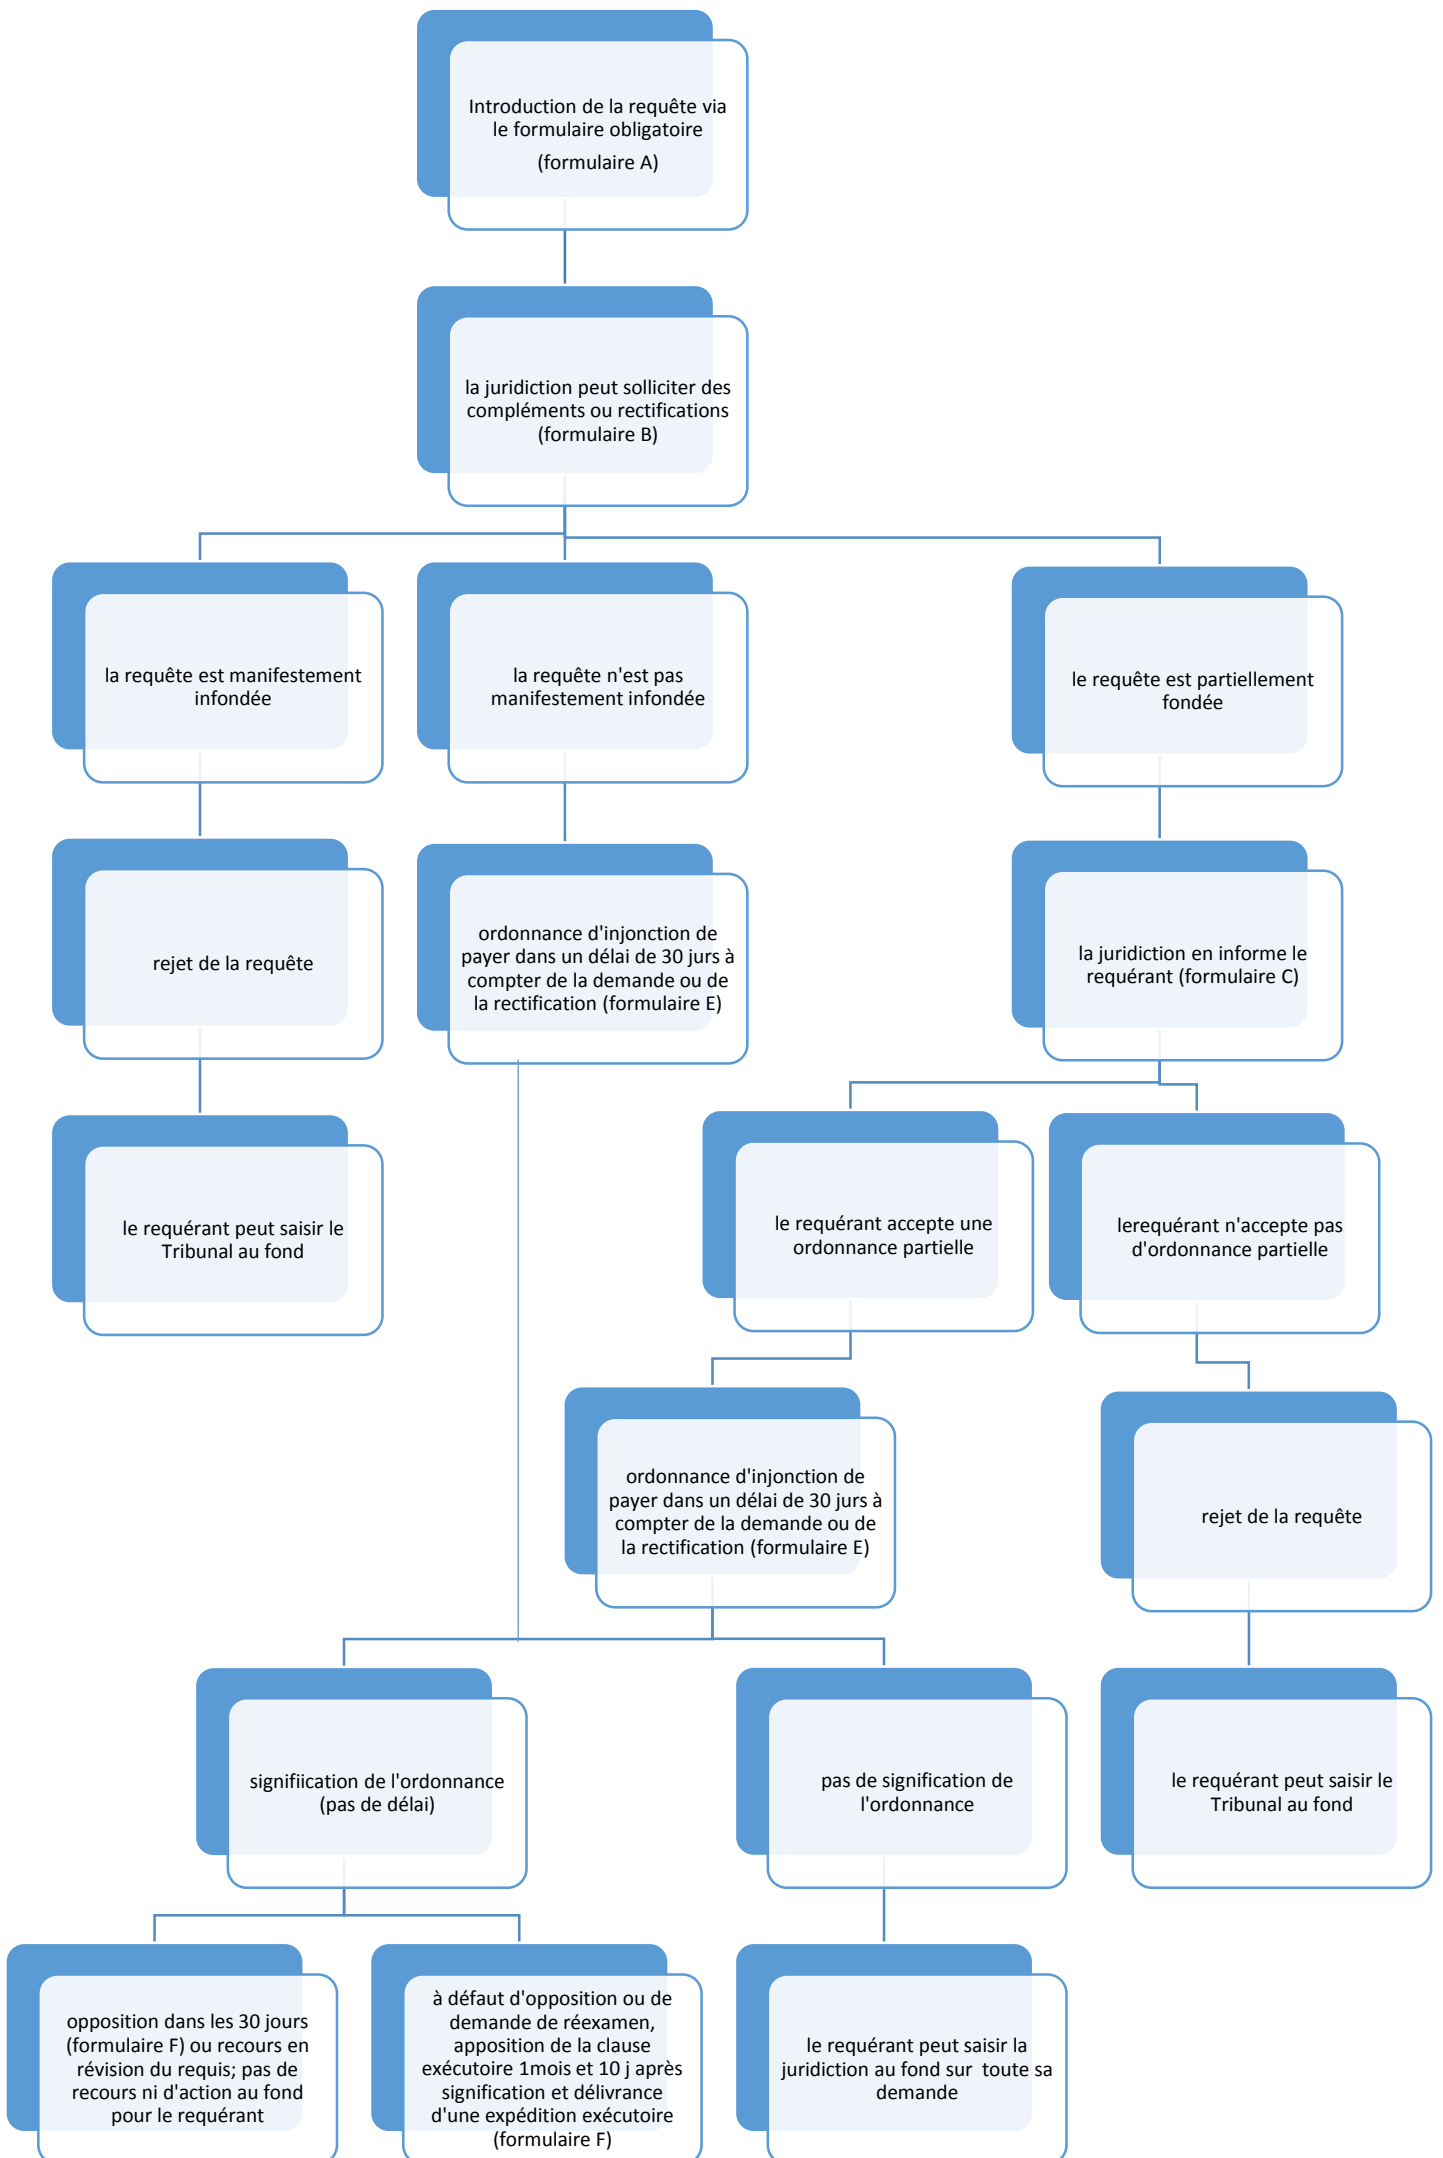 Introduction de la requête via
le formulaire obligatoire
(formulaire A)
la juridiction peut solliciter des
compléments ou rectifications
(formulaire B)
la requête est manifestement
infondée
la requête n'est pas
manifestement infondée
le requête est partiellement
fondée
rejet de la requête
ordonnance d'injonction de
payer dans un délai de 30 jurs à
compter de la demande ou de
la rectification (formulaire E)
la juridiction en informe le
requérant (formulaire C)
le requérant peut saisir le
Tribunal au fond
le requérant accepte une
ordonnance partielle
lerequérant n'accepte pas
d'ordonnance partielle
ordonnance d'injonction de
payer dans un délai de 30 jurs à
compter de la demande ou de
la rectification (formulaire E)
rejet de la requête
signifiication de l'ordonnance
(pas de délai)
pas de signification de
l'ordonnance
le requérant peut saisir le
Tribunal au fond
opposition dans les 30 jours
(formulaire F) ou recours en
révision du requis; pas de
recours ni d'action au fond
pour le requérant
à défaut d'opposition ou de
demande de réexamen,
apposition de la clause
exécutoire 1mois et 10 j après
signification et délivrance
d'une expédition exécutoire
(formulaire F)
le requérant peut saisir la
juridiction au fond sur  toute sa
demande